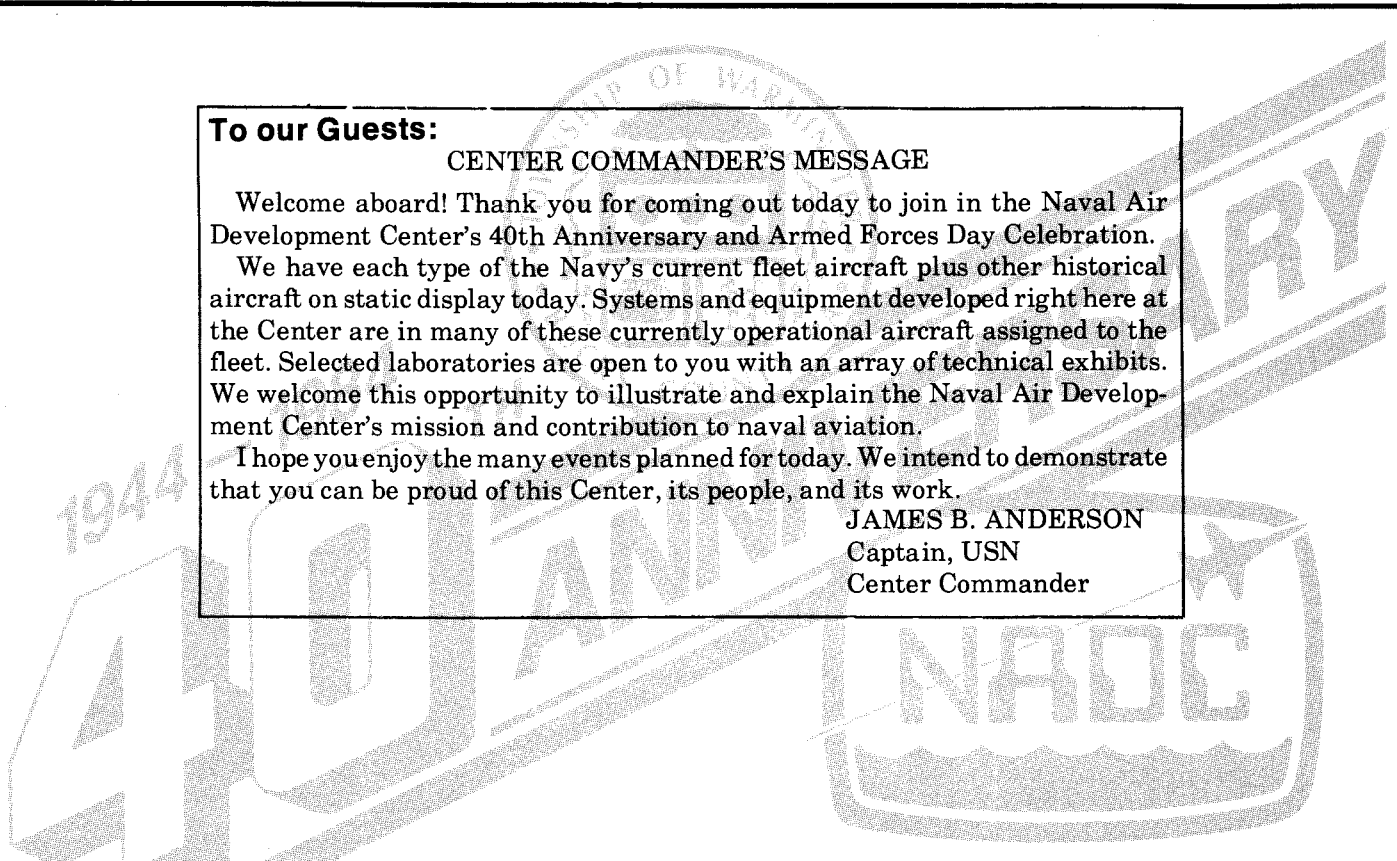 To our Guests:
CENTER COMMANDER'S MESSAGE
Welcome aboard! Thank you for coming out today to join in the Naval Air
Development Center's 40th Anniversary and Armed Forces Day Celebration.
We have each type of the Navy's current fleet aircraft plus other historical
aircraft on static display today. Systems and equipment developed right here at
the Center are in many of these currently operational aircraft assigned to the
fleet. Selected laboratories are open to you with an array of technical exhibits.
We welcome this opportunity to illustrate and explain the Naval Air Develop-
ment Center's mission and contribution to naval aviation.
I hope you enjoy the many events planned for today. We intend to demonstrate
that you can be proud of this Center, its people, and its work.
JAMES B. ANDERSON
Captain, USN
Center Commander
OF
1944
40 ANNIVERSARY
NADC